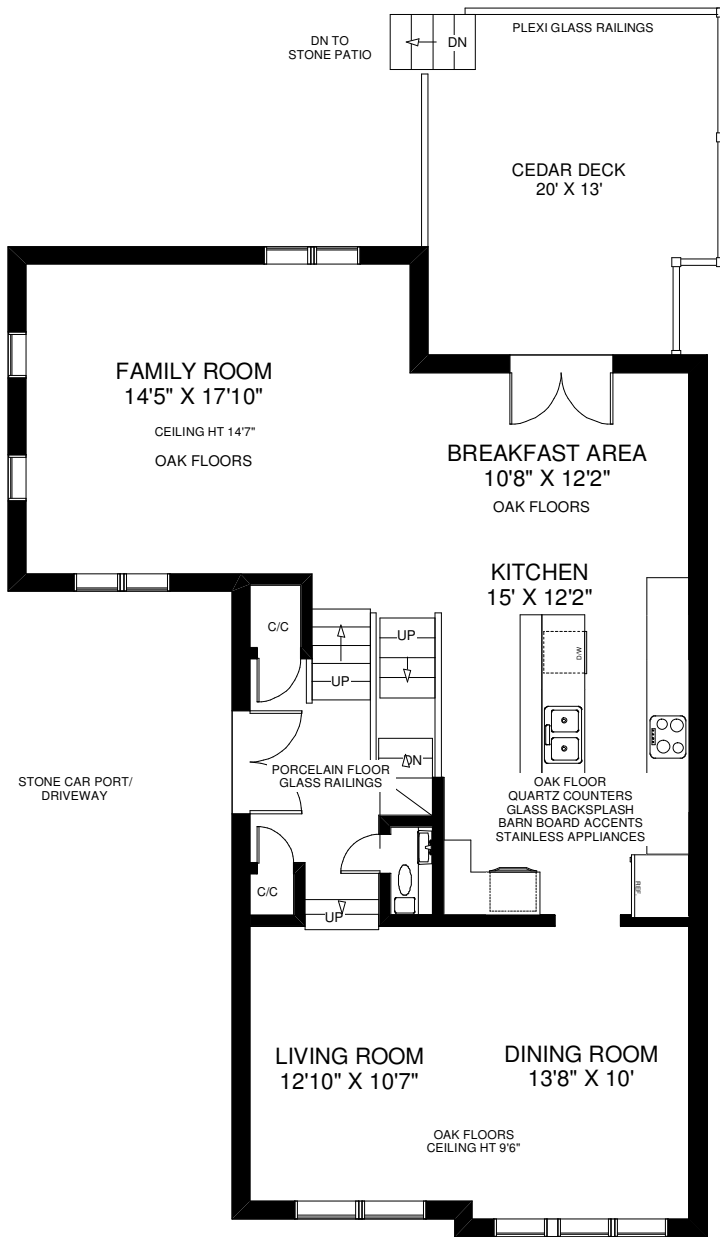 PLEXI GLASS RAILINGS
DN TO
STONE PATIO
DN
CEDAR DECK
20' X 13'
FAMILY ROOM
14'5" X 17'10"
CEILING HT 14'7"
OAK FLOORS
BREAKFAST AREA
10'8" X 12'2"
OAK FLOORS
KITCHEN
15' X 12'2"
C/C
UP
UP
D/W
DN
PORCELAIN FLOOR
GLASS RAILINGS
STONE CAR PORT/
DRIVEWAY
OAK FLOOR
QUARTZ COUNTERS
GLASS BACKSPLASH
BARN BOARD ACCENTS
STAINLESS APPLIANCES
C/C
REF
UP
LIVING ROOM
12'10" X 10'7"
DINING ROOM
13'8" X 10'
OAK FLOORS
CEILING HT 9'6"